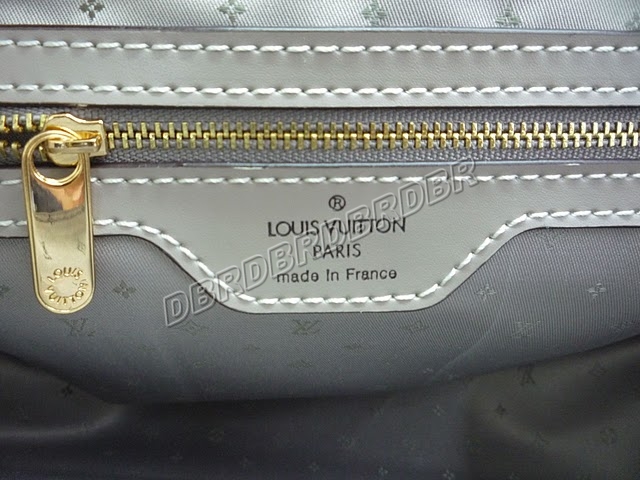 ®
LOUIS VUITTON
PARIS
made in France
LOUIS VUITTON
DBRDBRDBRDBR